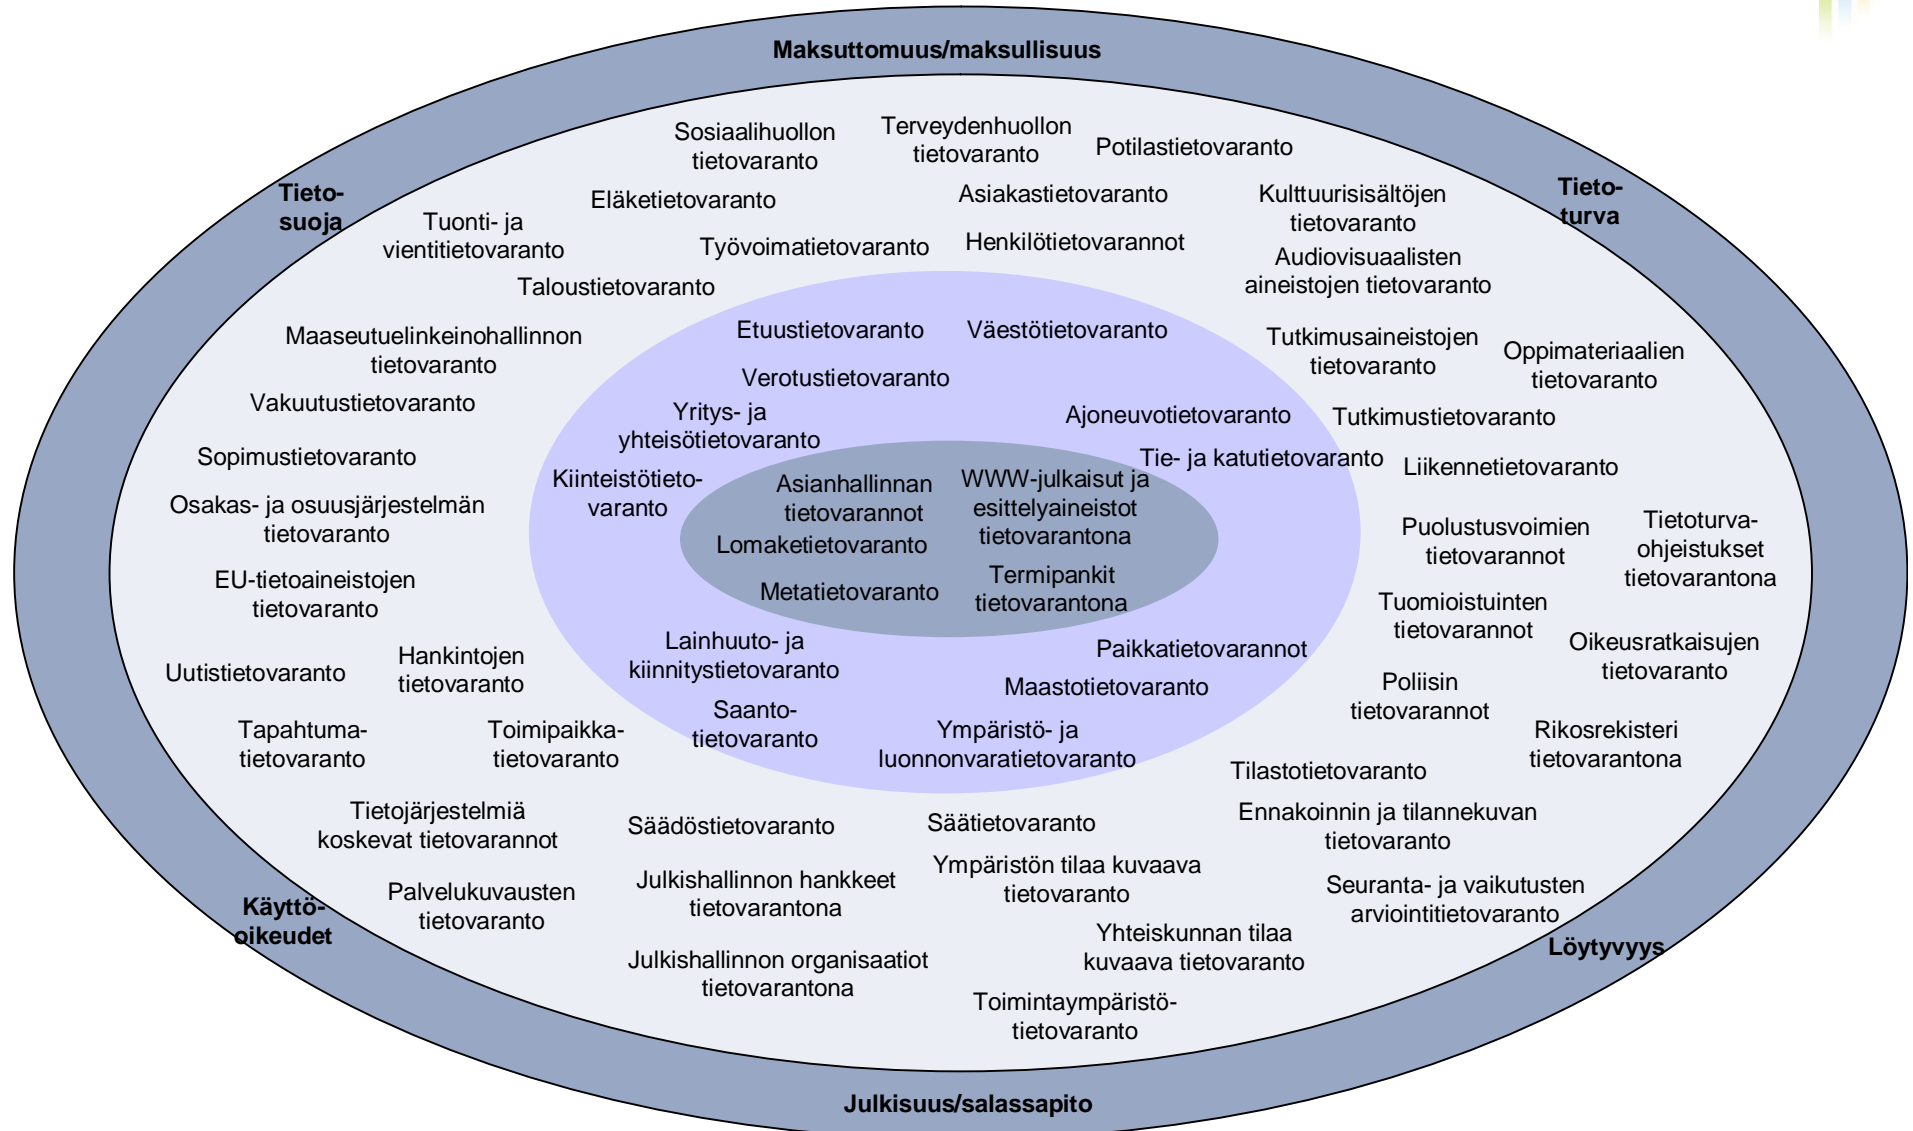 Maksuttomuus/maksullisuus
Sosiaalihuollon
tietovaranto
Terveydenhuollon
tietovaranto
Potilastietovaranto
Tieto-
suoja
Eläketietovaranto
Asiakastietovaranto
Kulttuurisisältöjen
tietovaranto
Tieto-
turva
Tuonti- ja
vientitietovaranto
Työvoimatietovaranto
Henkilötietovarannot
Audiovisuaalisten
aineistojen tietovaranto
Taloustietovaranto
Maaseutuelinkeinohallinnon
tietovaranto
Etuustietovaranto
Väestötietovaranto
Tutkimusaineistojen
tietovaranto
Oppimateriaalien
tietovaranto
Verotustietovaranto
Vakuutustietovaranto
Yritys- ja
yhteisötietovaranto
Ajoneuvotietovaranto
Tutkimustietovaranto
Sopimustietovaranto
Tie- ja katutietovaranto
Liikennetietovaranto
Kiinteistötieto-
varanto
Asianhallinnan
tietovarannot
WWW-julkaisut ja
esittelyaineistot
tietovarantona
Osakas- ja osuusjärjestelmän
tietovaranto
Lomaketietovaranto
Puolustusvoimien
tietovarannot
Tietoturva-
ohjeistukset
tietovarantona
EU-tietoaineistojen
tietovaranto
Metatietovaranto
Termipankit
tietovarantona
Tuomioistuinten
tietovarannot
Oikeusratkaisujen
tietovaranto
Uutistietovaranto
Hankintojen
tietovaranto
Lainhuuto- ja
kiinnitystietovaranto
Paikkatietovarannot
Maastotietovaranto
Poliisin
tietovarannot
Tapahtuma-
tietovaranto
Toimipaikka-
tietovaranto
Saanto-
tietovaranto
Ympäristö- ja
luonnonvaratietovaranto
Rikosrekisteri
tietovarantona
Tilastotietovaranto
Tietojärjestelmiä
koskevat tietovarannot
Säädöstietovaranto
Säätietovaranto
Ennakoinnin ja tilannekuvan
tietovaranto
Käyttö-
oikeudet
Palvelukuvausten
tietovaranto
Julkishallinnon hankkeet
tietovarantona
Ympäristön tilaa kuvaava
tietovaranto
Seuranta- ja vaikutusten
arviointitietovaranto
Löytyvyys
Julkishallinnon organisaatiot
tietovarantona
Yhteiskunnan tilaa
kuvaava tietovaranto
Toimintaympäristö-
tietovaranto
Julkisuus/salassapito